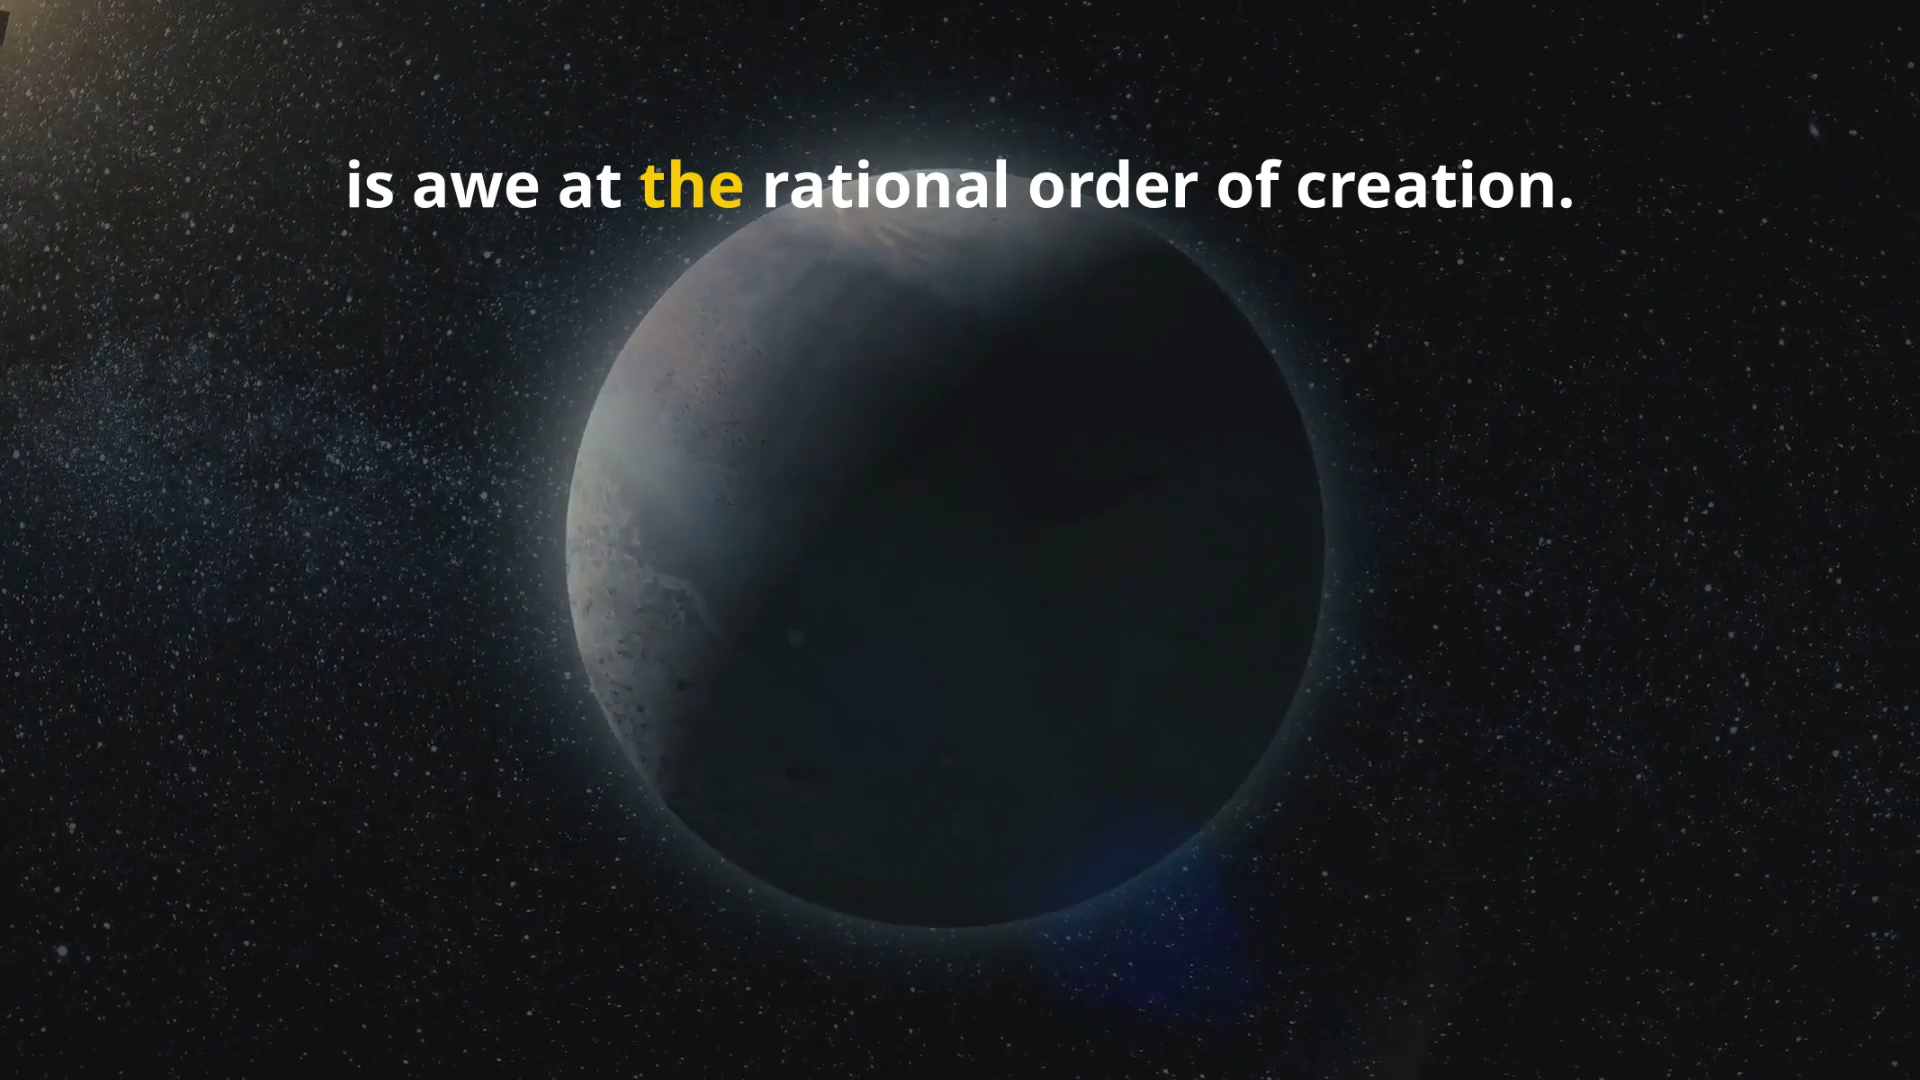 is awe at the rational order of creation.